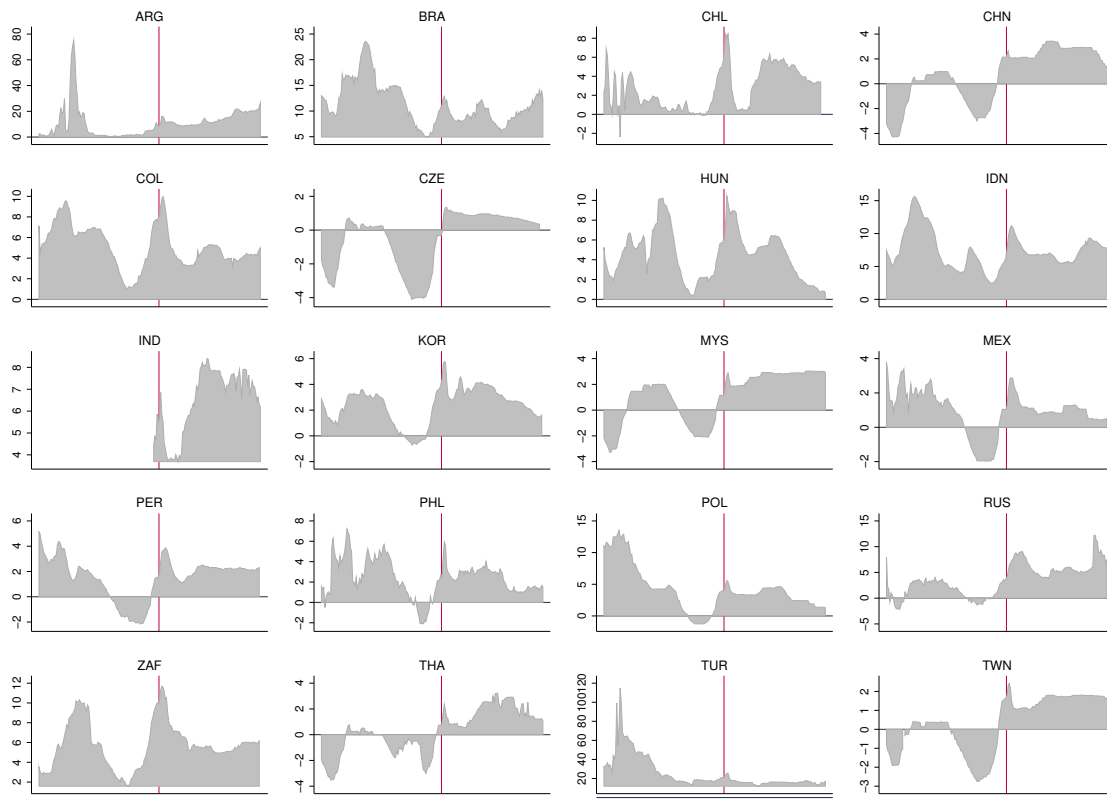 ARG BRA CHL CHN
0 20 40 60 80
5 10 15 20 25
−2 0 2 4 6 8
−4 −2 0 2 4
COL CZE HUN IDN
0 2 4 6 8 10
−4 −2 0 2
0 2 4 6 8 10
0 5 10 15
IND KOR MYS MEX
4 5 6 7 8
−2 0 2 4 6
−4 −2 0 2 4
−2 0 2 4
PER PHL POL RUS
−2 0 2 4 6
−2 0 2 4 6 8
0 5 10 15
−5 0 5 10 15
ZAF THA TUR TWN
2 4 6 8 10 12
−4 −2 0 2 4
20 40 60 80 100 120
−3 −2 −1 0 1 2